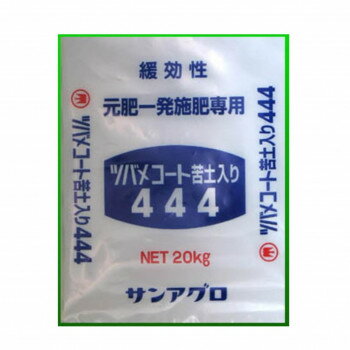 緩効性
元肥一発施肥専用
ツバメコート苦土入り
444
NET 20kg
サンアグロ
ツバメコート苦土入り444
ツバメコート苦土入り444